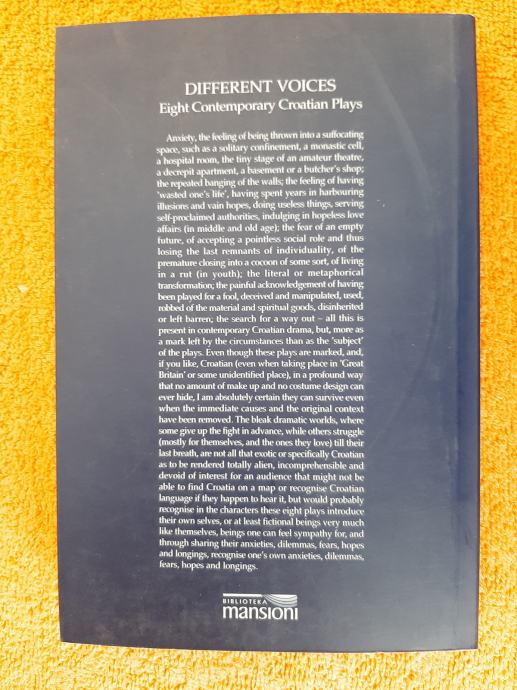 DIFFERENT VOICES
Eight Contemporary Croatian Plays
Anxiety, the feeling of being thrown into a suffocating
space, such as a solitary confinement, a monastic cell,
a hospital room, the tiny stage of an amateur theatre,
a decrepit apartment, a basement or a butcher's shop;
the repeated banging of the walls; the feeling of having
'wasted one's life', having spent years in harbouring
illusions and vain hopes, doing useless things, serving
self-proclaimed authorities, indulging in hopeless love
affairs (in middle and old age); the fear of an empty
future, of accepting a pointless social role and thus
losing the last remnants of individuality, of the
premature closing into a cocoon of some sort, of living
in a rut (in youth); the literal or metaphorical
transformation; the painful acknowledgement of having
been played for a fool, deceived and manipulated, used,
robbed of the material and spiritual goods, disinherited
or left barren; the search for a way out – all this is
present in contemporary Croatian drama, but, more as
a mark left by the circumstances than as the 'subject'
of the plays. Even though these plays are marked, and,
if you like, Croatian (even when taking place in 'Great
Britain' or some unidentified place), in a profound way
that no amount of make up and no costume design can
ever hide, I am absolutely certain they can survive even
when the immediate causes and the original context
have been removed. The bleak dramatic worlds, where
some give up the fight in advance, while others struggle
(mostly for themselves, and the ones they love) till their
last breath, are not all that exotic or specifically Croatian
as to be rendered totally alien, incomprehensible and
devoid of interest for an audience that might not be
able to find Croatia on a map or recognise Croatian
language if they happen to hear it, but would probably
recognise in the characters these eight plays introduce
their own selves, or at least fictional beings very much
like themselves, beings one can feel sympathy for, and
through sharing their anxieties, dilemmas, fears, hopes
and longings, recognise one's own anxieties, dilemmas,
fears, hopes and longings.
BIBLIOTEKA
mansioni